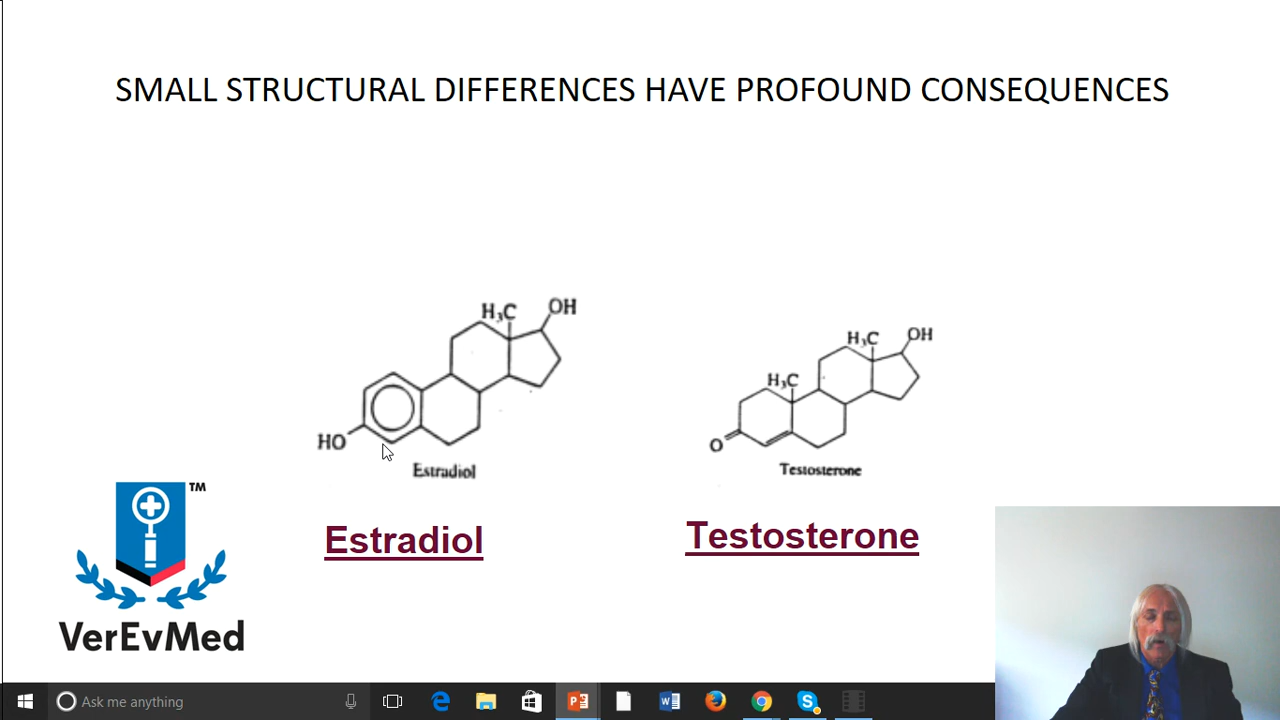 SMALL STRUCTURAL DIFFERENCES HAVE PROFOUND CONSEQUENCES
H₃C OH
HO
Estradiol
H₃C OH
H₃C
O
Testosterone
Estradiol
Testosterone
TM
VerEvMed
Ask me anything